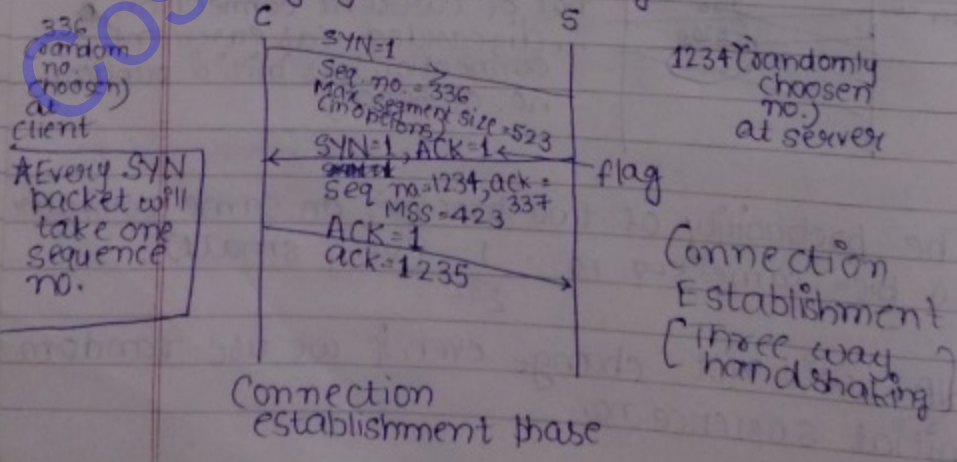 Cos
336
(random
no.
choosen)
at
client
*Every SYN
packet will
take one
sequence
no.
C
S
SYN=1
Seq. no. = 336
Max Segment size = 523
(in options)
SYN=1, ACK=1
flag
Seq no=1234, ack =
337
MSS=423
ACK=1
ack=1235
1234 (randomly
choosen
no.)
at server
Connection
Establishment
[three way
handshaking]
Connection
establishment phase